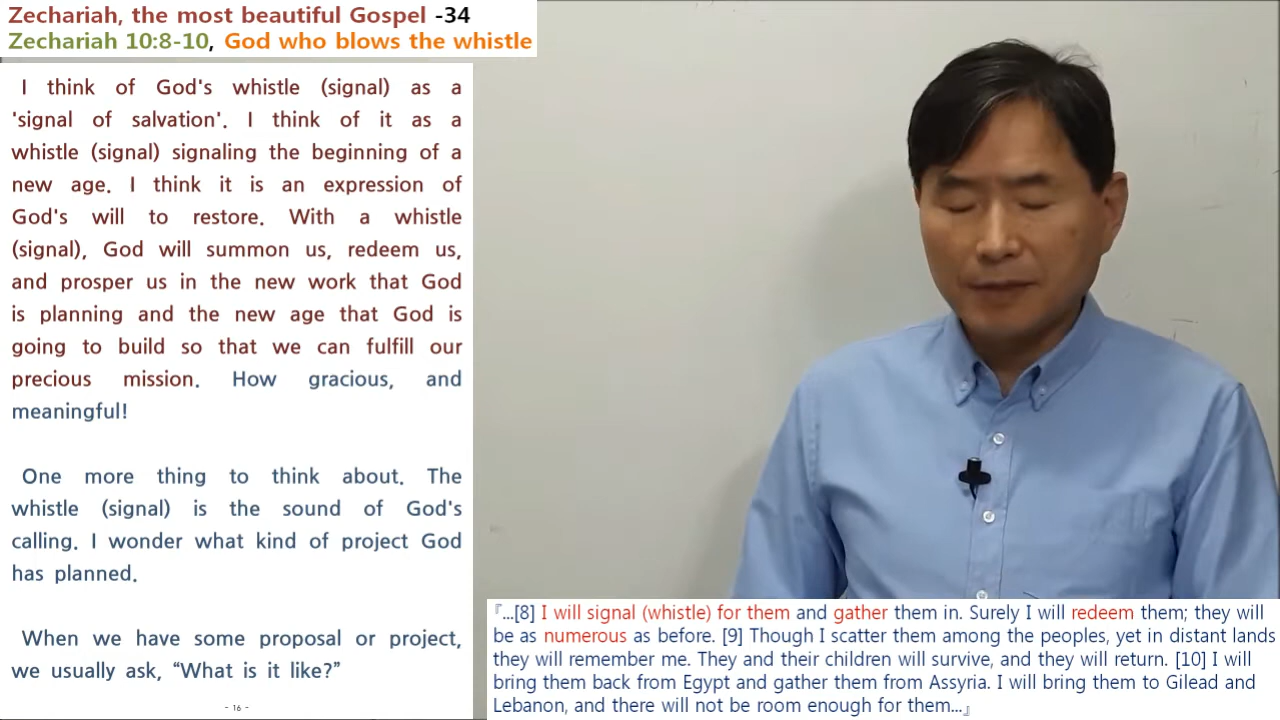 Zechariah, the most beautiful Gospel -34
Zechariah 10:8-10, God who blows the whistle
I think of God's whistle (signal) as a
'signal of salvation'. I think of it as a
whistle (signal) signaling the beginning of a
new age. I think it is an expression of
God's will to restore. With a whistle
(signal), God will summon us, redeem us,
and prosper us in the new work that God
is planning and the new age that God is
going to build so that we can fulfill our
precious mission. How gracious, and
meaningful!
One more thing to think about. The
whistle (signal) is the sound of God's
calling. I wonder what kind of project God
has planned.
When we have some proposal or project,
we usually ask, “What is it like?”
- 16 -
『...[8] I will signal (whistle) for them and gather them in. Surely I will redeem them; they will
be as numerous as before. [9] Though I scatter them among the peoples, yet in distant lands
they will remember me. They and their children will survive, and they will return. [10] I will
bring them back from Egypt and gather them from Assyria. I will bring them to Gilead and
Lebanon, and there will not be room enough for them...』